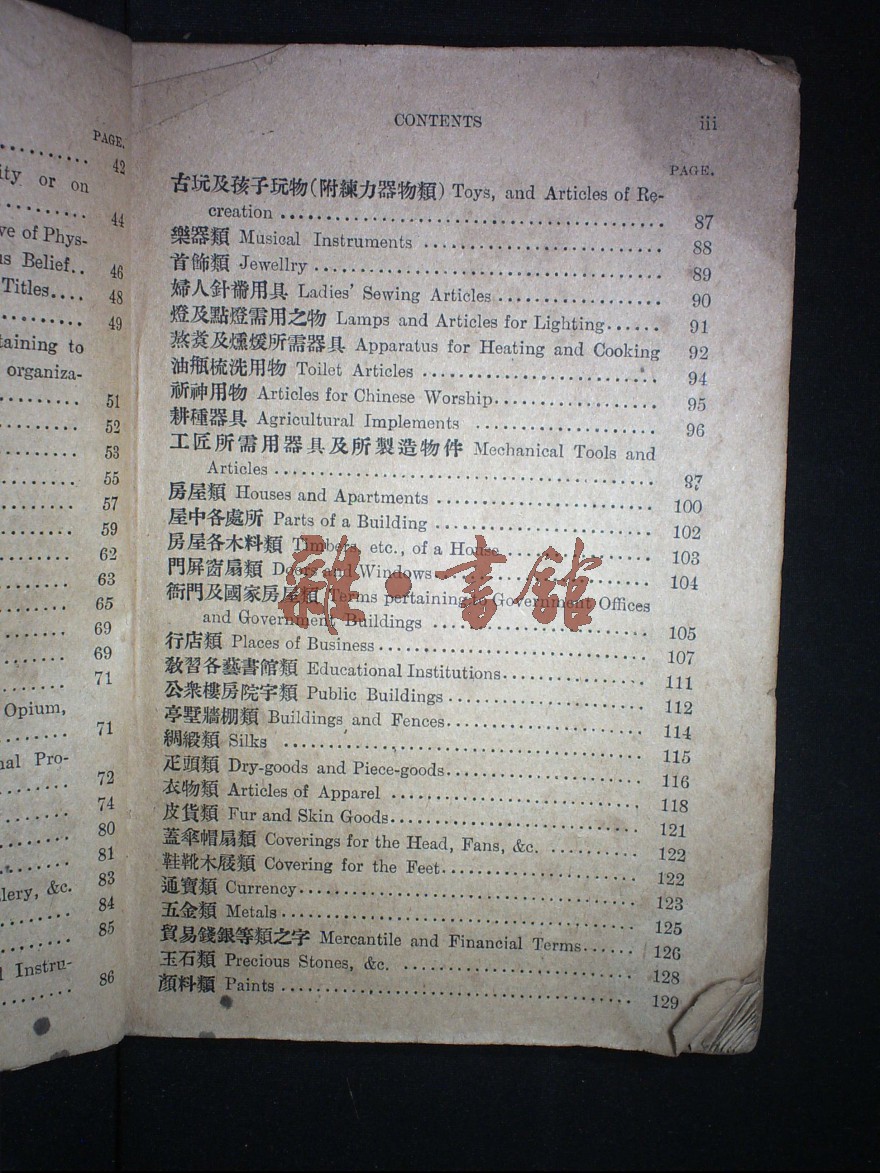 PAGE.
42
ity or on
44
ve of Phys-
us Belief.. 46
Titles.... 48
49
taining to
organiza-
51
52
53
55
57
59
62
63
65
69
69
71
Opium,
71
nal Pro-
72
74
80
81
83
lery, &c.
84
85
l Instru-
86
CONTENTS iii
PAGE.
古玩及孩子玩物(附練力器物類) Toys, and Articles of Re-
creation ........ 87
樂器類 Musical Instruments ........ 88
首飾類 Jewellry ........ 89
婦人針黹用具 Ladies' Sewing Articles ........ 90
燈及點燈需用之物 Lamps and Articles for Lighting...... 91
熬煑及燻煖所需器具 Apparatus for Heating and Cooking 92
油瓶梳洗用物 Toilet Articles ........ 94
祈神用物 Articles for Chinese Worship........ 95
耕種器具 Agricultural Implements ........ 96
工匠所需用器具及所製造物件 Mechanical Tools and
Articles ........ 97
房屋類 Houses and Apartments ........ 100
屋中各處所 Parts of a Building ........ 102
房屋各木料類 Timbers, etc., of a House ........ 103
門屏窗扇類 Doors and Windows ........ 104
衙門及國家房屋類 Terms pertaining to Government Offices
and Government Buildings ........ 105
行店類 Places of Business ........ 107
敎習各藝書館類 Educational Institutions ........ 111
公衆樓房院宇類 Public Buildings ........ 112
亭墅牆棚類 Buildings and Fences ........ 114
綢緞類 Silks ........ 115
疋頭類 Dry-goods and Piece-goods ........ 116
衣物類 Articles of Apparel ........ 118
皮貨類 Fur and Skin Goods ........ 121
蓋傘帽扇類 Coverings for the Head, Fans, &c. ........ 122
鞋靴木屐類 Covering for the Feet ........ 122
通寶類 Currency ........ 123
五金類 Metals ........ 125
貿易錢銀等類之字 Mercantile and Financial Terms...... 126
玉石類 Precious Stones, &c. ........ 128
顏料類 Paints ........ 129
雜·書館